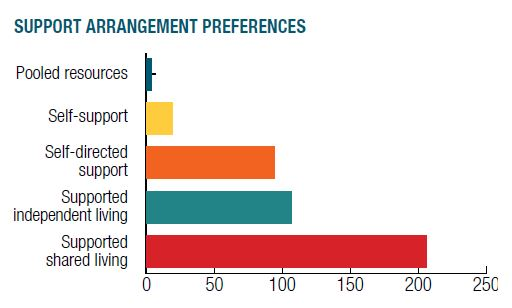 SUPPORT ARRANGEMENT PREFERENCES
Pooled resources
Self-support
Self-directed
support
Supported
independent living
Supported
shared living
0 50 100 150 200 250